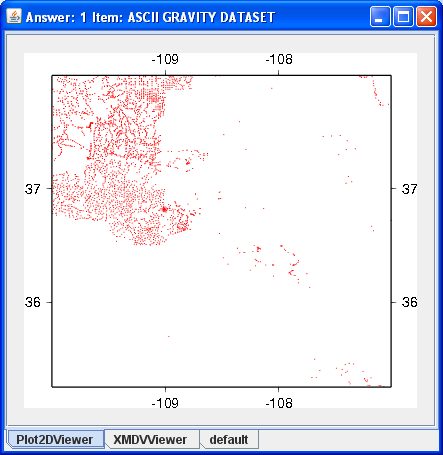 Answer: 1 Item: ASCII GRAVITY DATASET
-109 -108
37 37
36 36
-109 -108
Plot2DViewer XMDVViewer default